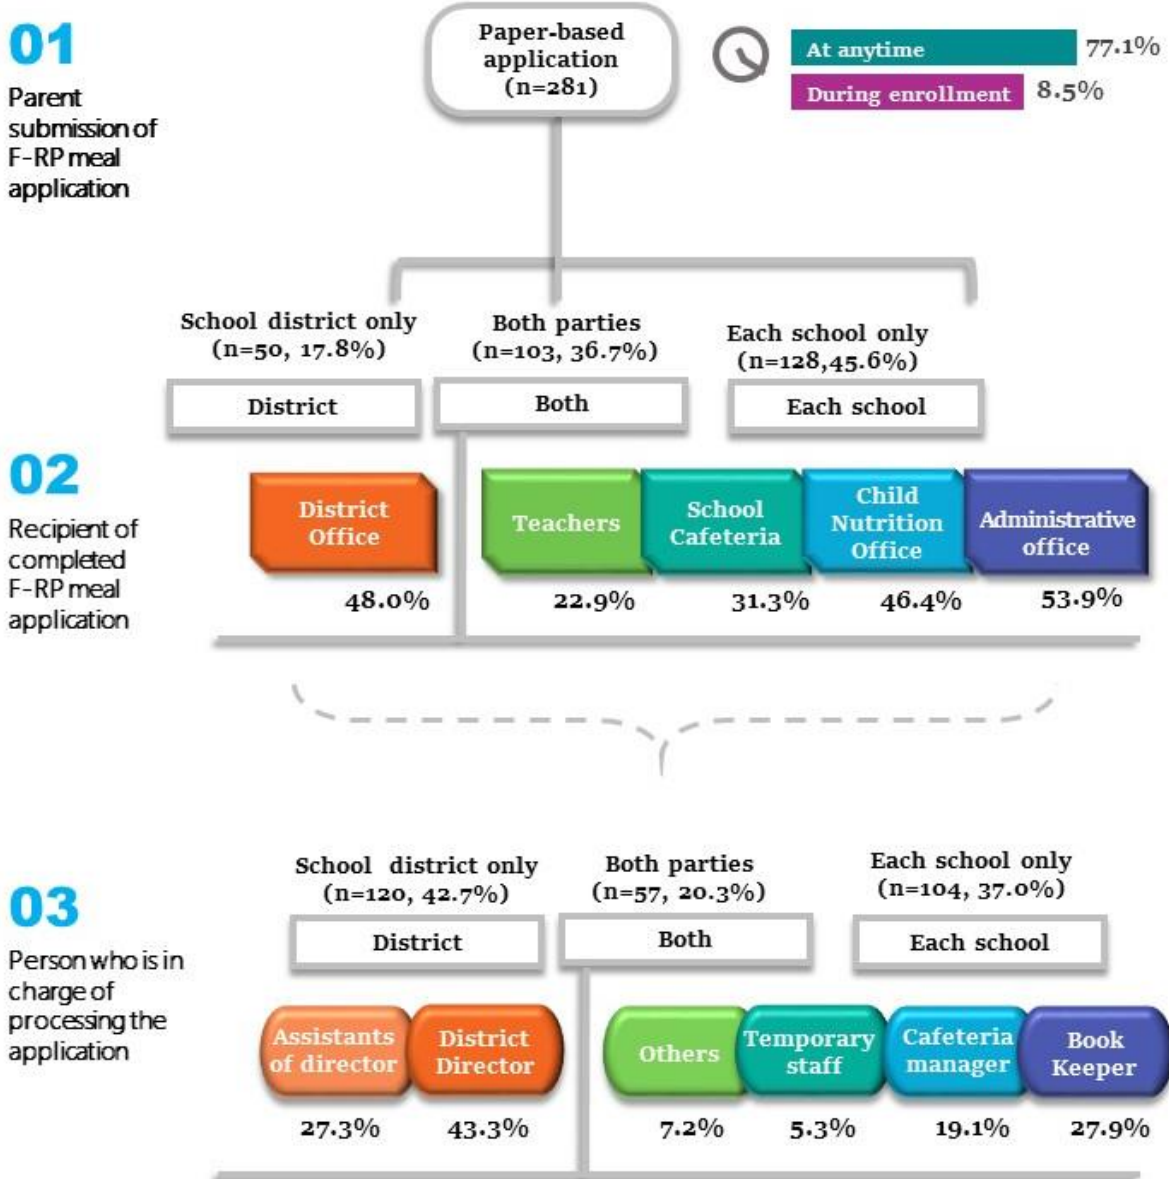 01
Parent
submission of
F-RP meal
application
Paper-based
application
(n=281)
At anytime 77.1%
During enrollment 8.5%
School district only
(n=50, 17.8%)
Both parties
(n=103, 36.7%)
Each school only
(n=128,45.6%)
District
Both
Each school
02
Recipient of
completed
F-RP meal
application
District
Office
Teachers
School
Cafeteria
Child
Nutrition
Office
Administrative
office
48.0%
22.9%
31.3%
46.4%
53.9%
School district only
(n=120, 42.7%)
Both parties
(n=57, 20.3%)
Each school only
(n=104, 37.0%)
District
Both
Each school
03
Person who is in
charge of
processing the
application
Assistants
of director
District
Director
Others
Temporary
staff
Cafeteria
manager
Book
Keeper
27.3%
43.3%
7.2%
5.3%
19.1%
27.9%